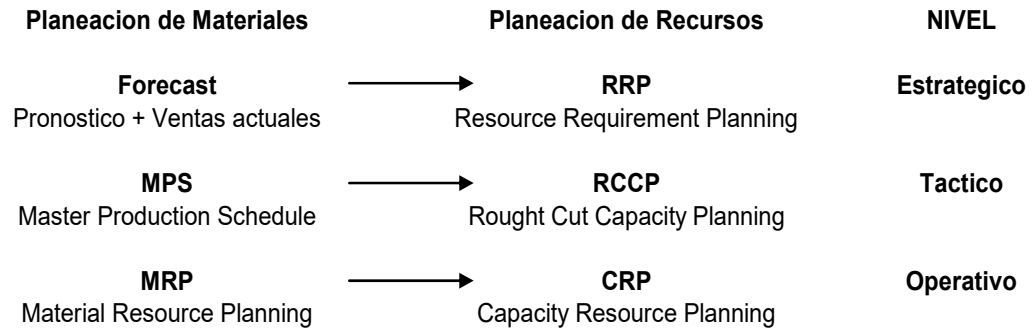 Planeacion de Materiales Planeacion de Recursos NIVEL
Forecast RRP Estrategico
Pronostico + Ventas actuales Resource Requirement Planning
MPS RCCP Tactico
Master Production Schedule Rought Cut Capacity Planning
MRP CRP Operativo
Material Resource Planning Capacity Resource Planning